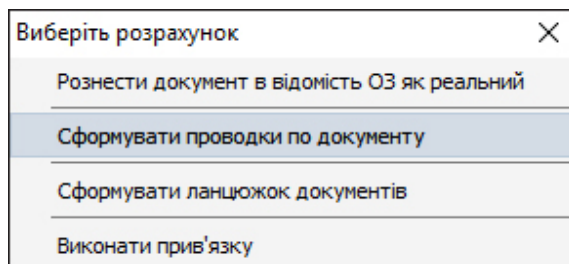 Виберіть розрахунок
Рознести документ в відомість ОЗ як реальний
Сформувати проводки по документу
Сформувати ланцюжок документів
Виконати прив'язку